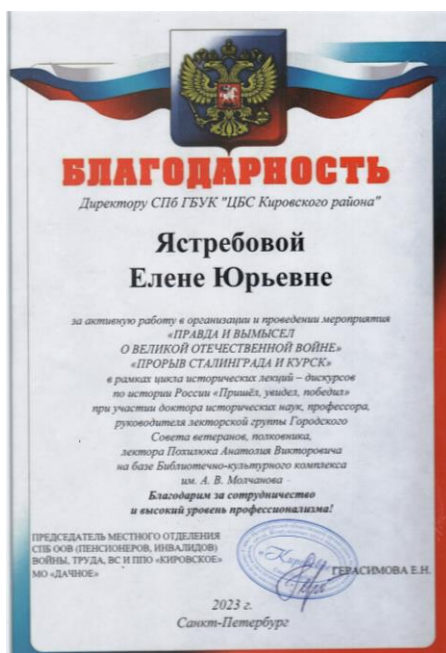 БЛАГОДАРНОСТЬ
Директору СПб ГБУК "ЦБС Кировского района"
Ястребовой
Елене Юрьевне
за активную работу в организации и проведении мероприятия
«ПРАВДА И ВЫМЫСЕЛ
О ВЕЛИКОЙ ОТЕЧЕСТВЕННОЙ ВОЙНЕ»
«ПРОРЫВ СТАЛИНГРАДА И КУРСК»
в рамках цикла исторических лекций – дискурсов
по истории России «Пришёл, увидел, победил»
при участии доктора исторических наук, профессора,
руководителя лекторской группы Городского
Совета ветеранов, полковника,
лектора Похилюка Анатолия Викторовича
на базе Библиотечно-культурного комплекса
им. А. В. Молчанова
Благодарим за сотрудничество
и высокий уровень профессионализма!
ПРЕДСЕДАТЕЛЬ МЕСТНОГО ОТДЕЛЕНИЯ
СПБ ООВ (ПЕНСИОНЕРОВ, ИНВАЛИДОВ)
ВОЙНЫ, ТРУДА, ВС И ППО «КИРОВСКОЕ»
МО «ДАЧНОЕ»
ГЕРАСИМОВА Е.Н.
2023 г.
Санкт-Петербург